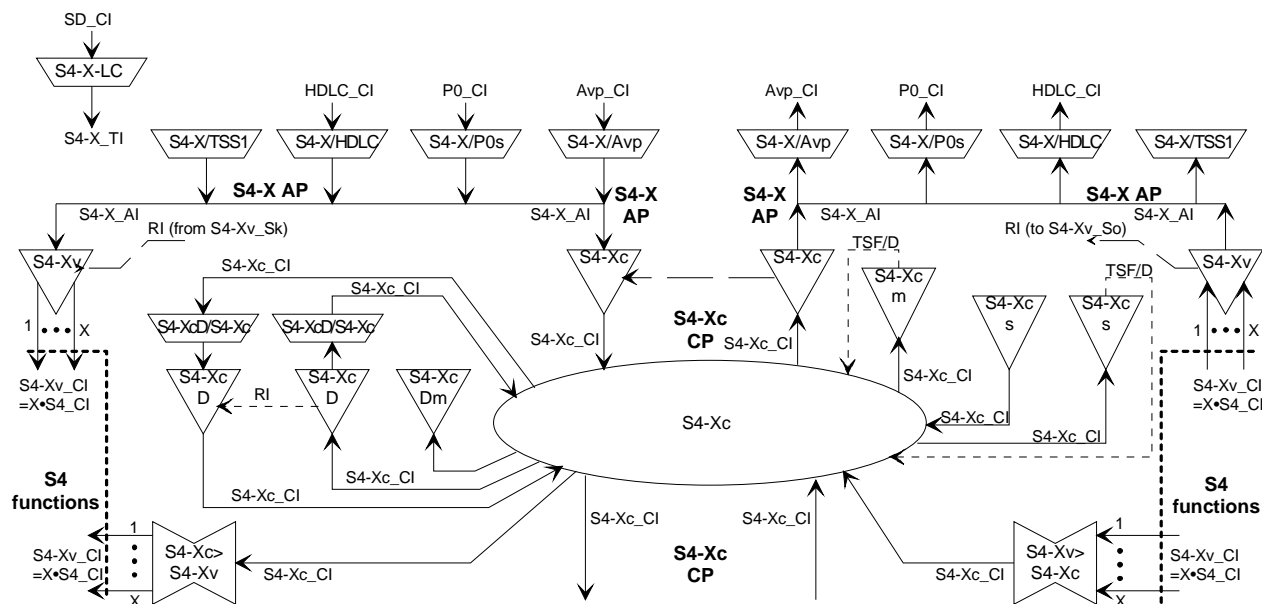 SD_CI
S4-X-LC
S4-X_TI
HDLC_CI
P0_CI
Avp_CI
Avp_CI
P0_CI
HDLC_CI
S4-X/TSS1
S4-X/HDLC
S4-X/P0s
S4-X/Avp
S4-X/Avp
S4-X/P0s
S4-X/HDLC
S4-X/TSS1
S4-X AP
S4-X
AP
S4-X
AP
S4-X AP
S4-X_AI
S4-X_AI
S4-X_AI
S4-X_AI
RI (from S4-Xv_Sk)
RI (to S4-Xv_So)
S4-Xv
S4-Xc
S4-Xc
TSF/D
S4-Xc
m
TSF/D
S4-Xv
S4-Xc_CI
S4-Xc_CI
S4-Xc
s
S4-Xc
s
1
X
S4-XcD/S4-Xc
S4-XcD/S4-Xc
S4-Xc_CI
S4-Xc
CP
S4-Xc_CI
1
X
S4-Xv_CI
=X•S4_CI
S4-Xc
D
RI
S4-Xc
D
S4-Xc
Dm
S4-Xc_CI
S4-Xv_CI
=X•S4_CI
S4-Xc
S4-Xc_CI
S4-Xc_CI
S4-Xc_CI
S4-Xc_CI
S4
functions
S4
functions
1
S4-Xv_CI
=X•S4_CI
X
S4-Xc>
S4-Xv
S4-Xc_CI
S4-Xc_CI
S4-Xc
CP
S4-Xc_CI
S4-Xc_CI
S4-Xv>
S4-Xc
1
X
S4-Xv_CI
=X•S4_CI